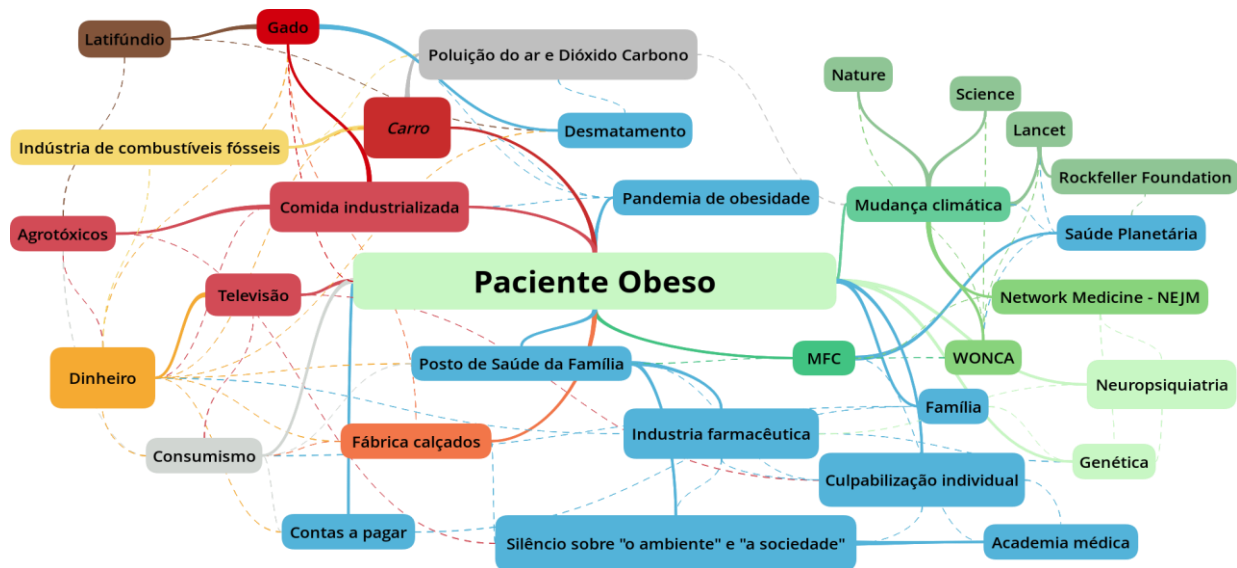 Gado
Latifúndio
Poluição do ar e Dióxido Carbono
Nature
Science
Carro
Desmatamento
Lancet
Indústria de combustíveis fósseis
Rockfeller Foundation
Pandemia de obesidade
Comida industrializada
Mudança climática
Agrotóxicos
Saúde Planetária
Paciente Obeso
Televisão
Network Medicine - NEJM
Posto de Saúde da Família
MFC
WONCA
Dinheiro
Neuropsiquiatria
Família
Industria farmacêutica
Fábrica calçados
Consumismo
Genética
Culpabilização individual
Contas a pagar
Silêncio sobre "o ambiente" e "a sociedade"
Academia médica